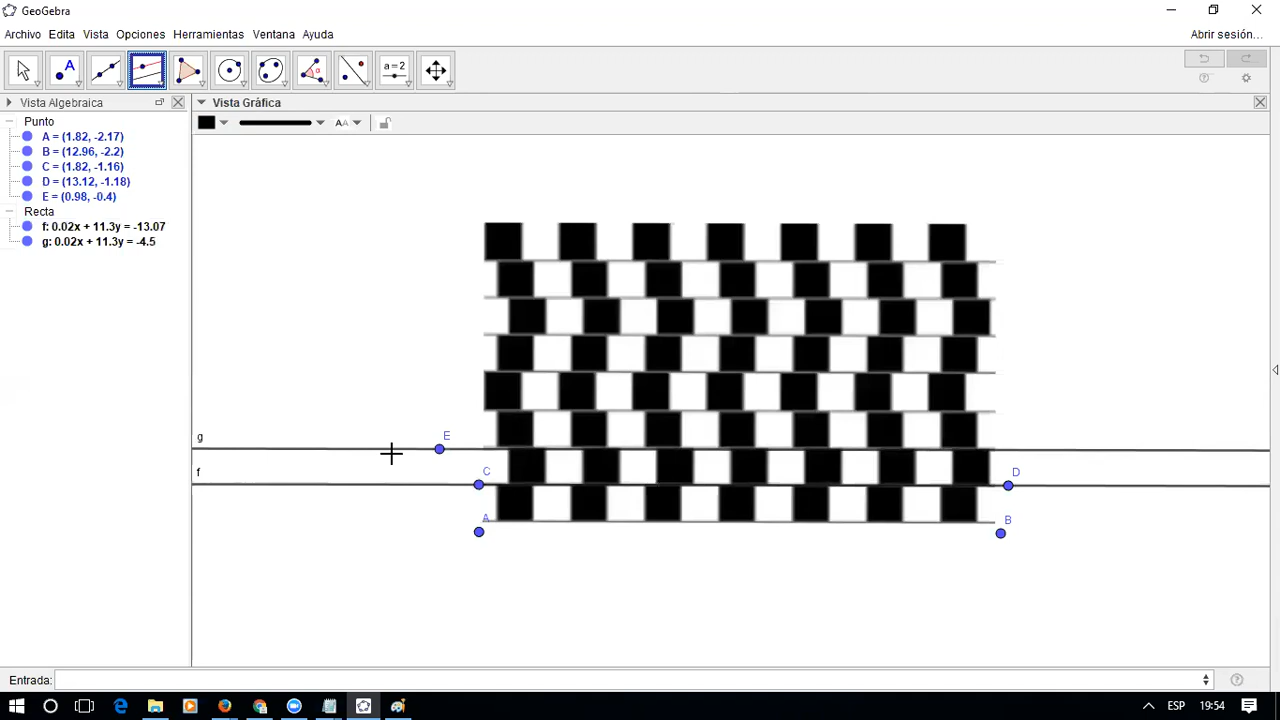 GeoGebra
Archivo Edita Vista Opciones Herramientas Ventana Ayuda
Abrir sesión...
A
α
a=2
Vista Algebraica
Vista Gráfica
AA
Punto
A = (1.82, -2.17)
B = (12.96, -2.2)
C = (1.82, -1.16)
D = (13.12, -1.18)
E = (0.98, -0.4)
Recta
f: 0.02x + 11.3y = -13.07
g: 0.02x + 11.3y = -4.5
g
E
f
C
D
A
B
Entrada:
ESP
19:54